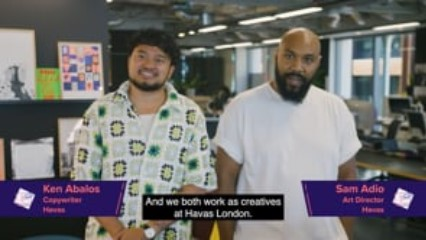 Ken Abalos
Copywriter
Havas
Sam Adio
Art Director
Havas
And we both work as creatives
at Havas London.